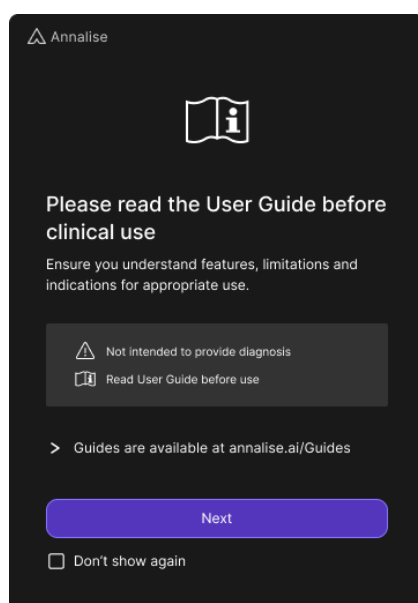 Annalise
Please read the User Guide before
clinical use
Ensure you understand features, limitations and
indications for appropriate use.
Not intended to provide diagnosis
Read User Guide before use
Guides are available at annalise.ai/Guides
Next
Don't show again